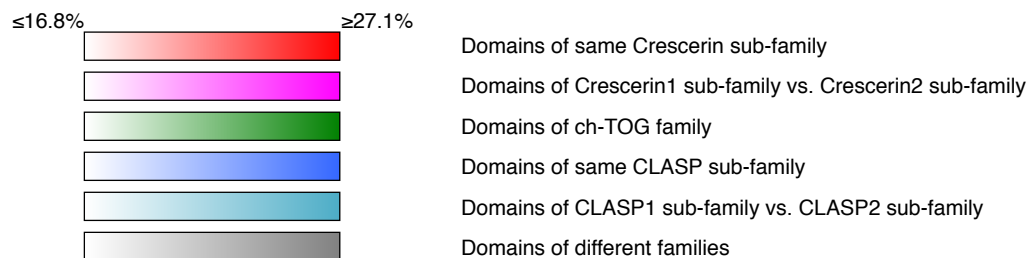 ≤16.8% ≥27.1%
Domains of same Crescerin sub-family
Domains of Crescerin1 sub-family vs. Crescerin2 sub-family
Domains of ch-TOG family
Domains of same CLASP sub-family
Domains of CLASP1 sub-family vs. CLASP2 sub-family
Domains of different families